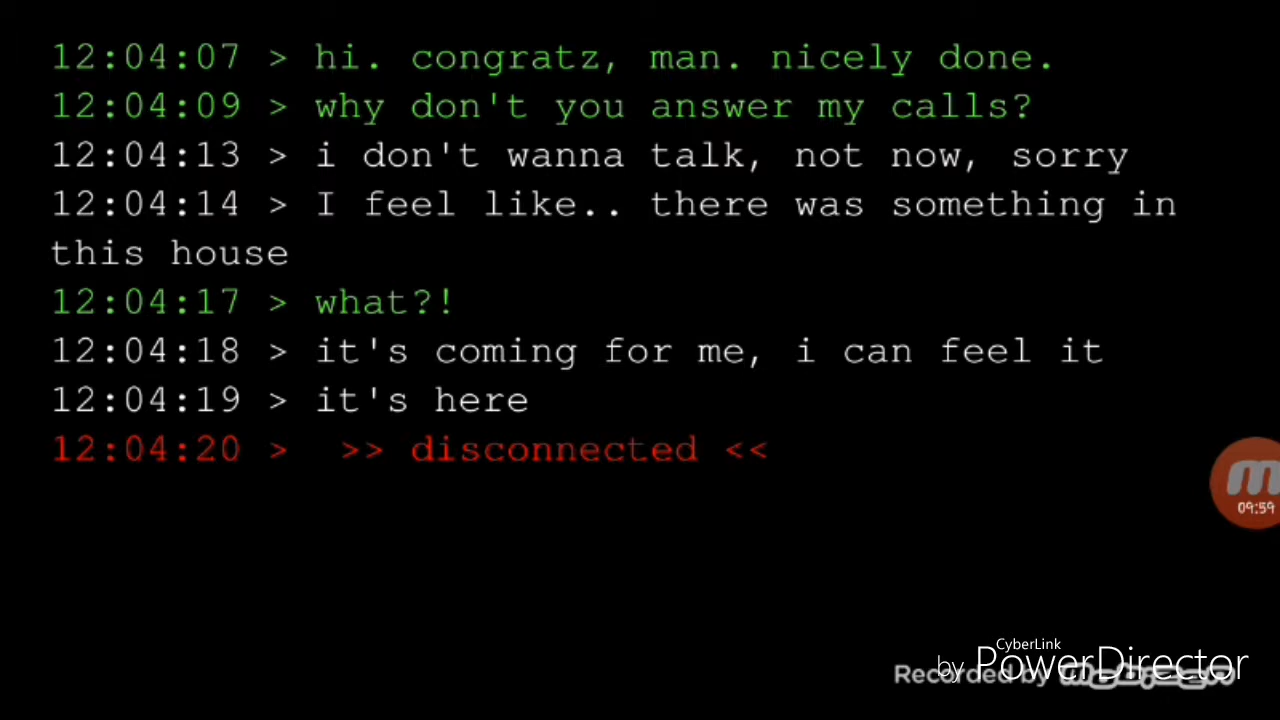 12:04:07 > hi. congratz, man. nicely done.
12:04:09 > why don't you answer my calls?
12:04:13 > i don't wanna talk, not now, sorry
12:04:14 > I feel like.. there was something in
this house
12:04:17 > what?!
12:04:18 > it's coming for me, i can feel it
12:04:19 > it's here
12:04:20 >  >> disconnected <<
09:59
CyberLink
by PowerDirector
Recorded by